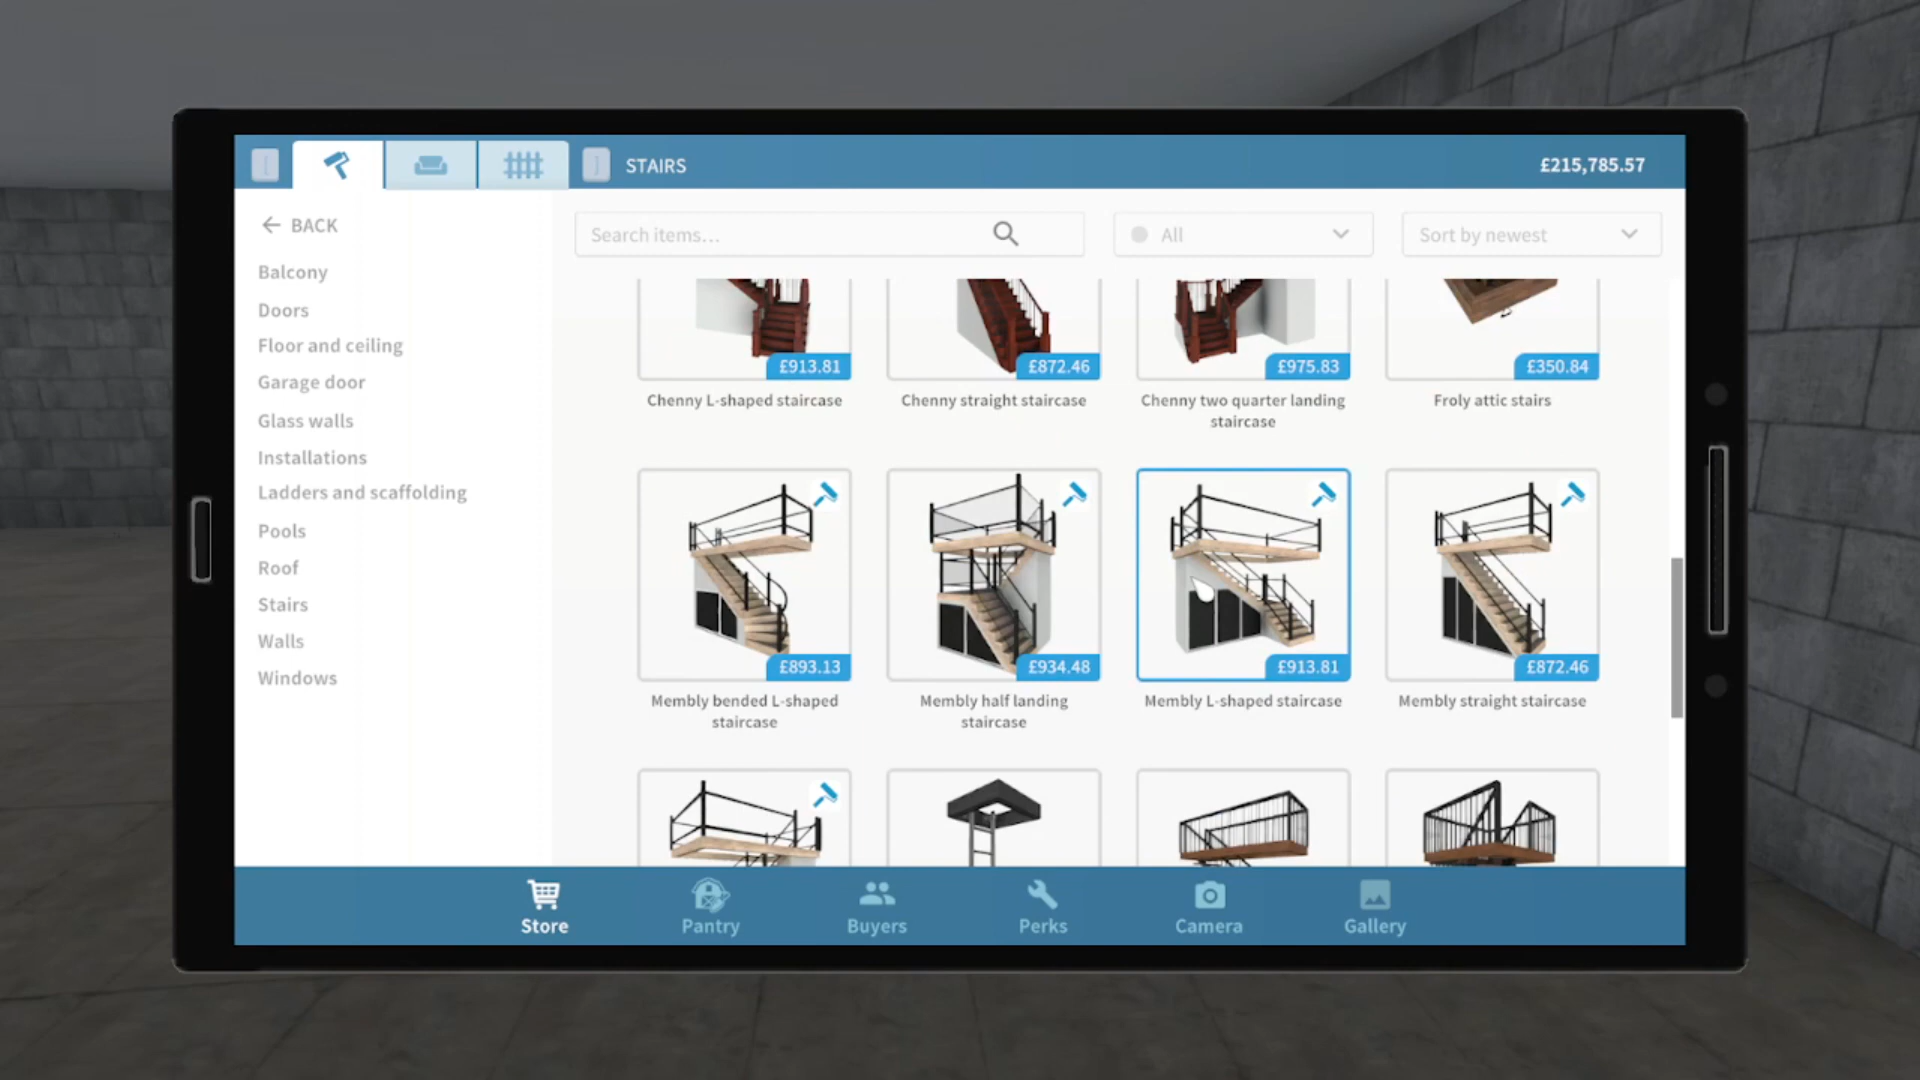 [
]
STAIRS
£215,785.57
BACK
Search items...
All
Sort by newest
Balcony
Doors
Floor and ceiling
Garage door
Glass walls
Installations
Ladders and scaffolding
Pools
Roof
Stairs
Walls
Windows
£913.81
£872.46
£975.83
£350.84
Chenny L-shaped staircase
Chenny straight staircase
Chenny two quarter landing
staircase
Froly attic stairs
£893.13
£934.48
£913.81
£872.46
Membly bended L-shaped
staircase
Membly half landing
staircase
Membly L-shaped staircase
Membly straight staircase
Store
Pantry
Buyers
Perks
Camera
Gallery